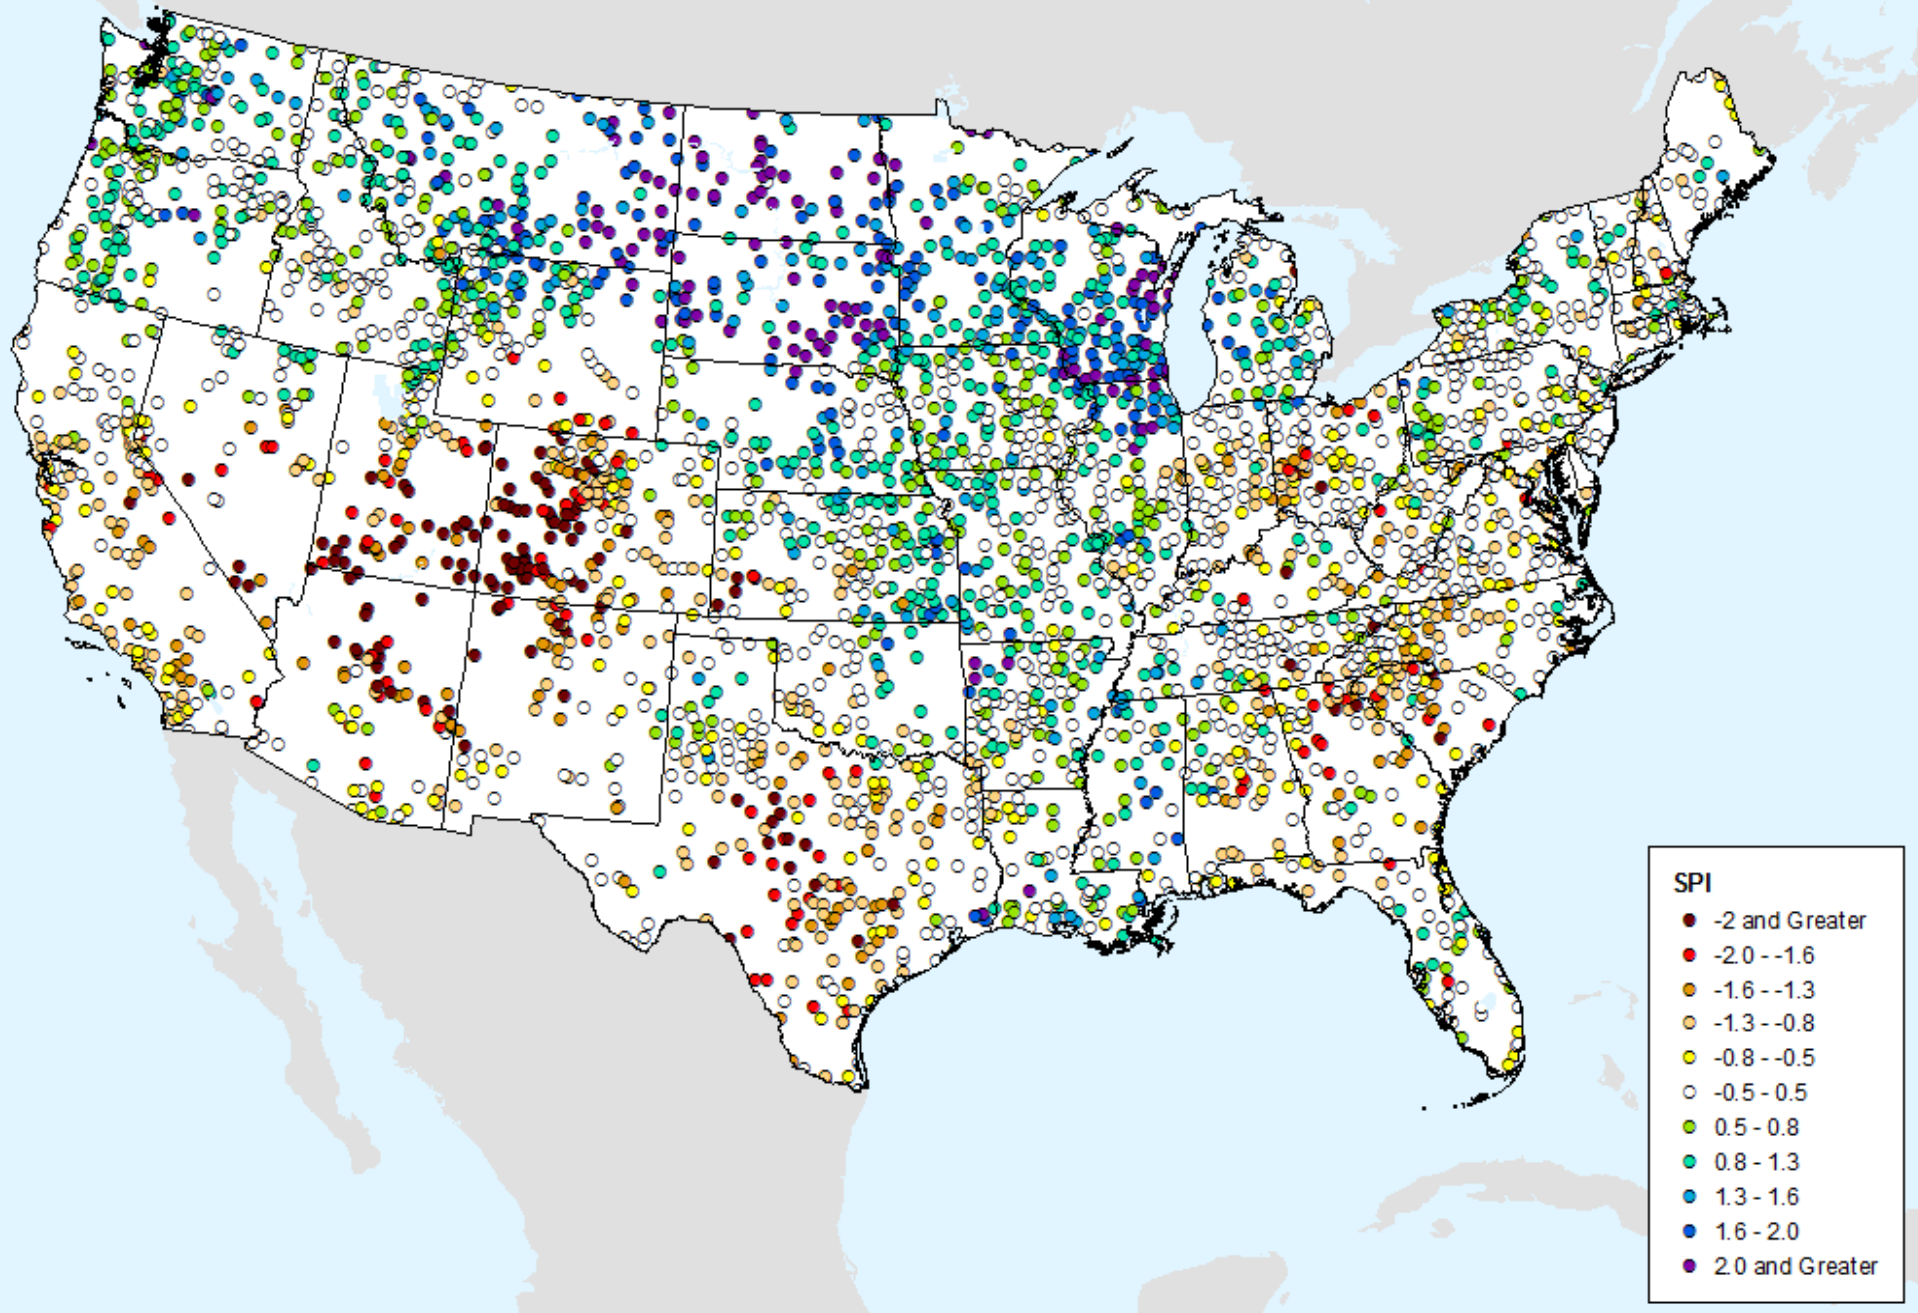 SPI
-2 and Greater
-2.0 - -1.6
-1.6 - -1.3
-1.3 - -0.8
-0.8 - -0.5
-0.5 - 0.5
0.5 - 0.8
0.8 - 1.3
1.3 - 1.6
1.6 - 2.0
2.0 and Greater